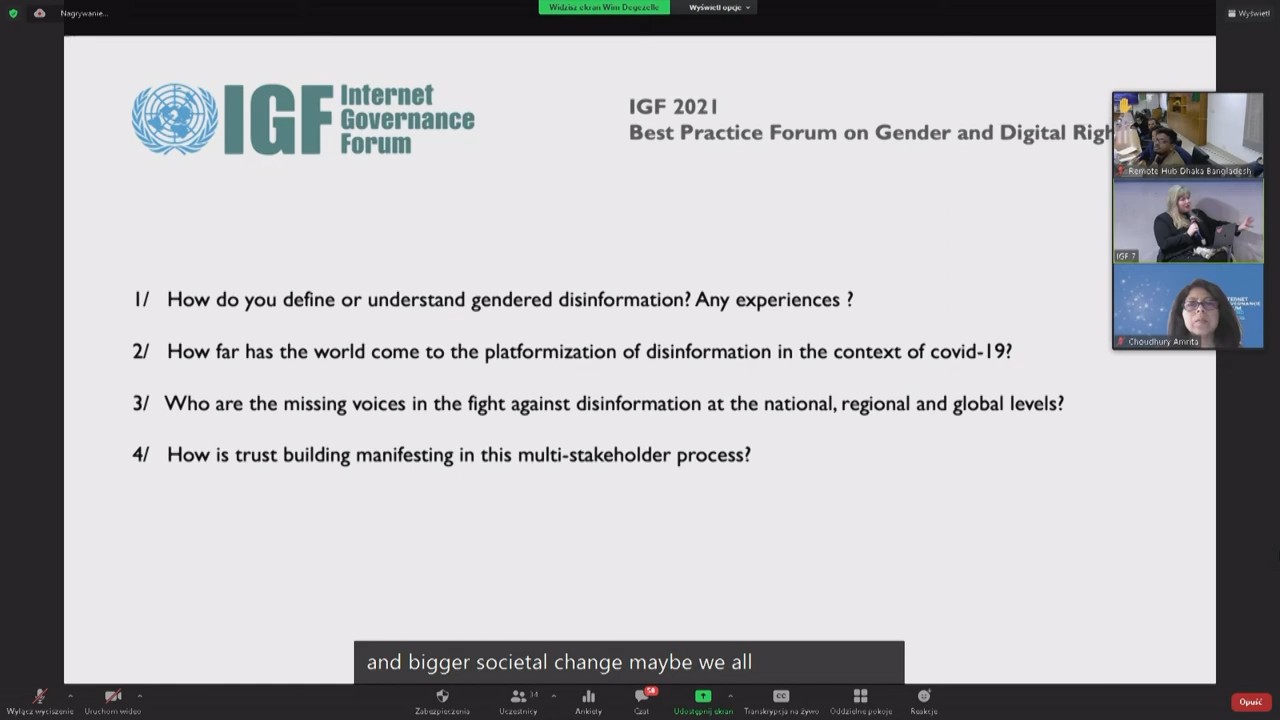 Nagrywanie...
Widzisz ekran Wim Degezelle
Wyświetl opcje
Wyświetl
IGF Internet
Governance
Forum
IGF 2021
Best Practice Forum on Gender and Digital Righ
Remote Hub Dhaka Bangladesh
IGF 7
Choudhury Amrita
1/ How do you define or understand gendered disinformation? Any experiences ?
2/ How far has the world come to the platformization of disinformation in the context of covid-19?
3/ Who are the missing voices in the fight against disinformation at the national, regional and global levels?
4/ How is trust building manifesting in this multi-stakeholder process?
and bigger societal change maybe we all
Wyłącz wyciszenie
Uruchom wideo
Zabezpieczenia
Uczestnicy
Ankiety
58
Czat
Udostępnij ekran
CC
Transkrypcja na żywo
Oddzielne pokoje
Reakcje
Opuść